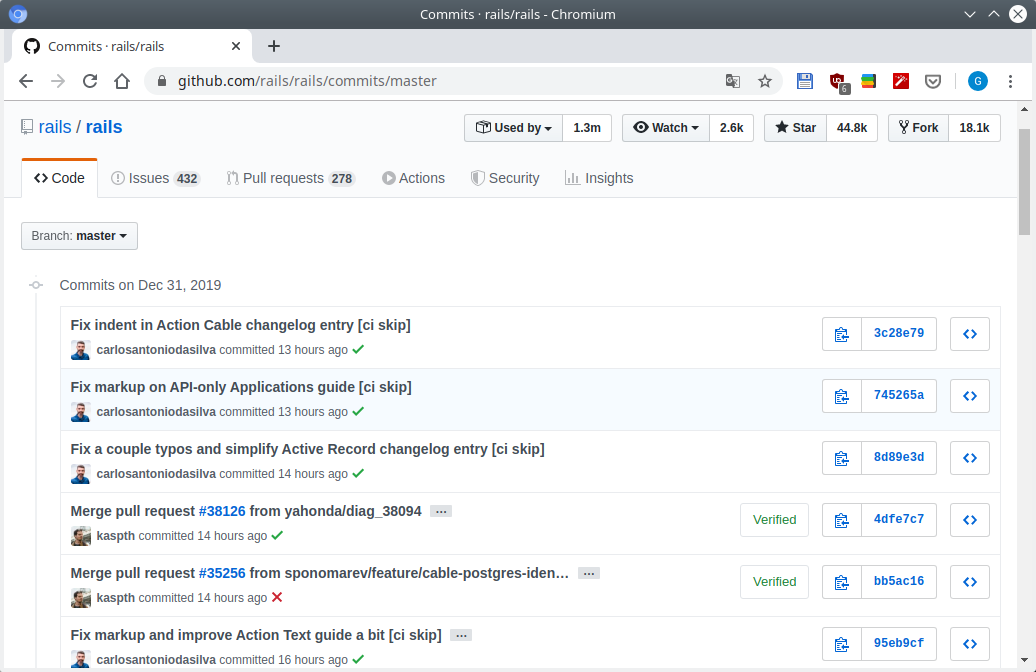 Commits · rails/rails - Chromium
Commits · rails/rails
G
github.com/rails/rails/commits/master
6
rails / rails
Used by 1.3m
Watch 2.6k
Star 44.8k
Fork 18.1k
Code
Issues 432
Pull requests 278
Actions
Security
Insights
Branch: master
Commits on Dec 31, 2019
Fix indent in Action Cable changelog entry [ci skip]
carlosantoniodasilva committed 13 hours ago
3c28e79
Fix markup on API-only Applications guide [ci skip]
carlosantoniodasilva committed 13 hours ago
745265a
Fix a couple typos and simplify Active Record changelog entry [ci skip]
carlosantoniodasilva committed 14 hours ago
8d89e3d
Merge pull request #38126 from yahonda/diag_38094 …
kaspth committed 14 hours ago
Verified
4dfe7c7
Merge pull request #35256 from sponomarev/feature/cable-postgres-iden… …
kaspth committed 14 hours ago
Verified
bb5ac16
Fix markup and improve Action Text guide a bit [ci skip] …
carlosantoniodasilva committed 16 hours ago
95eb9cf